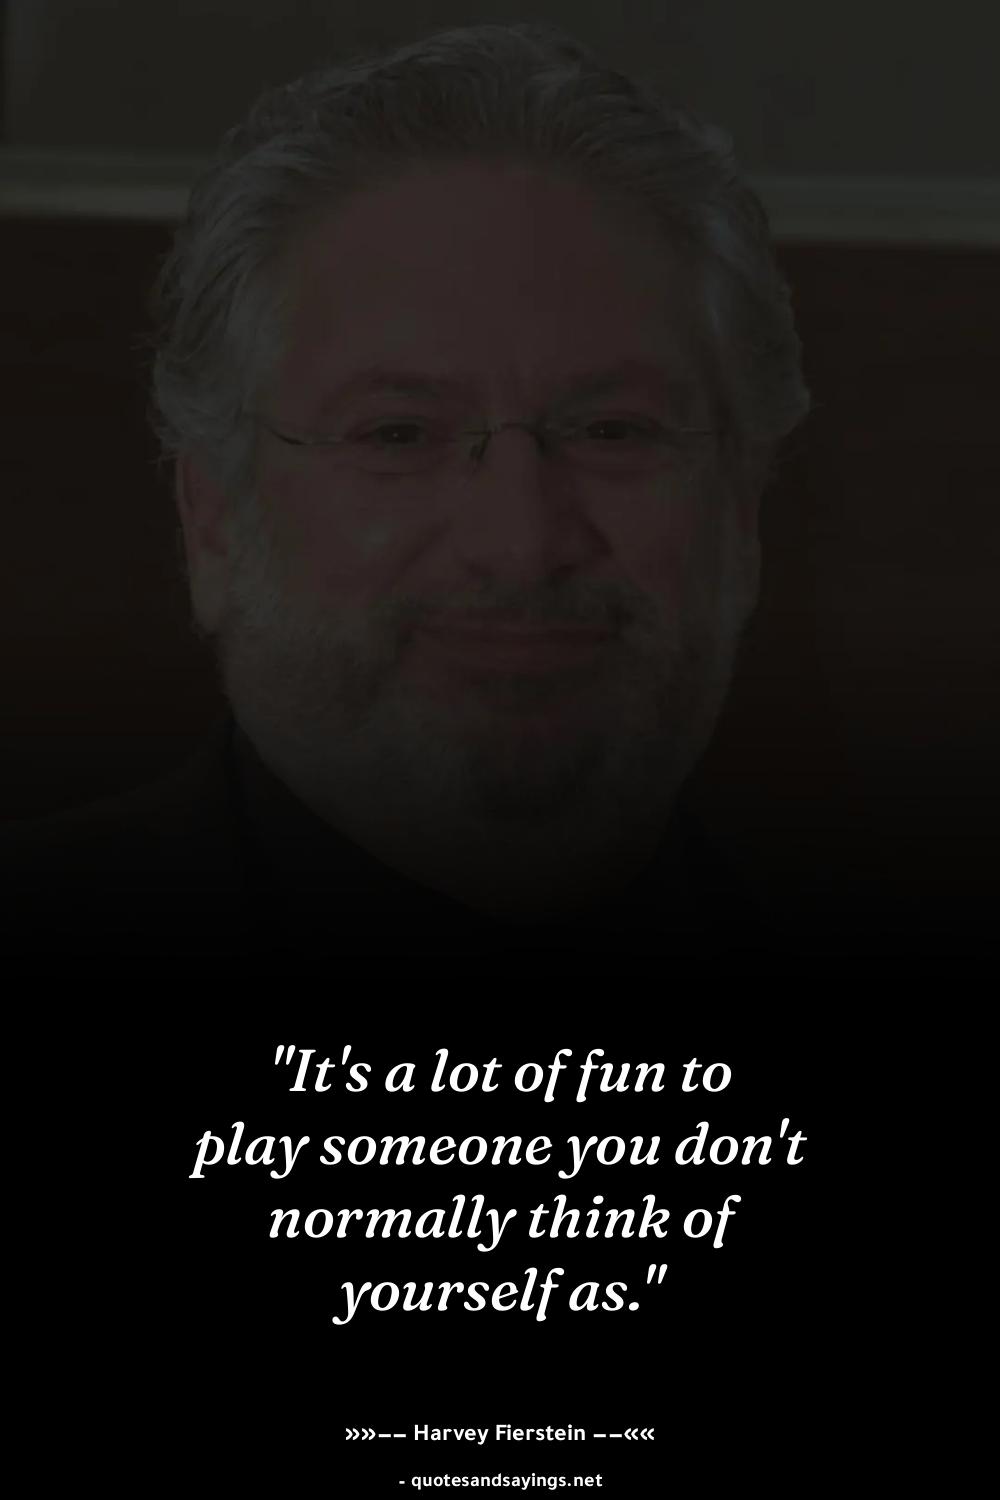 "It's a lot of fun to
play someone you don't
normally think of
yourself as."
»»–– Harvey Fierstein ––««
- quotesandsayings.net